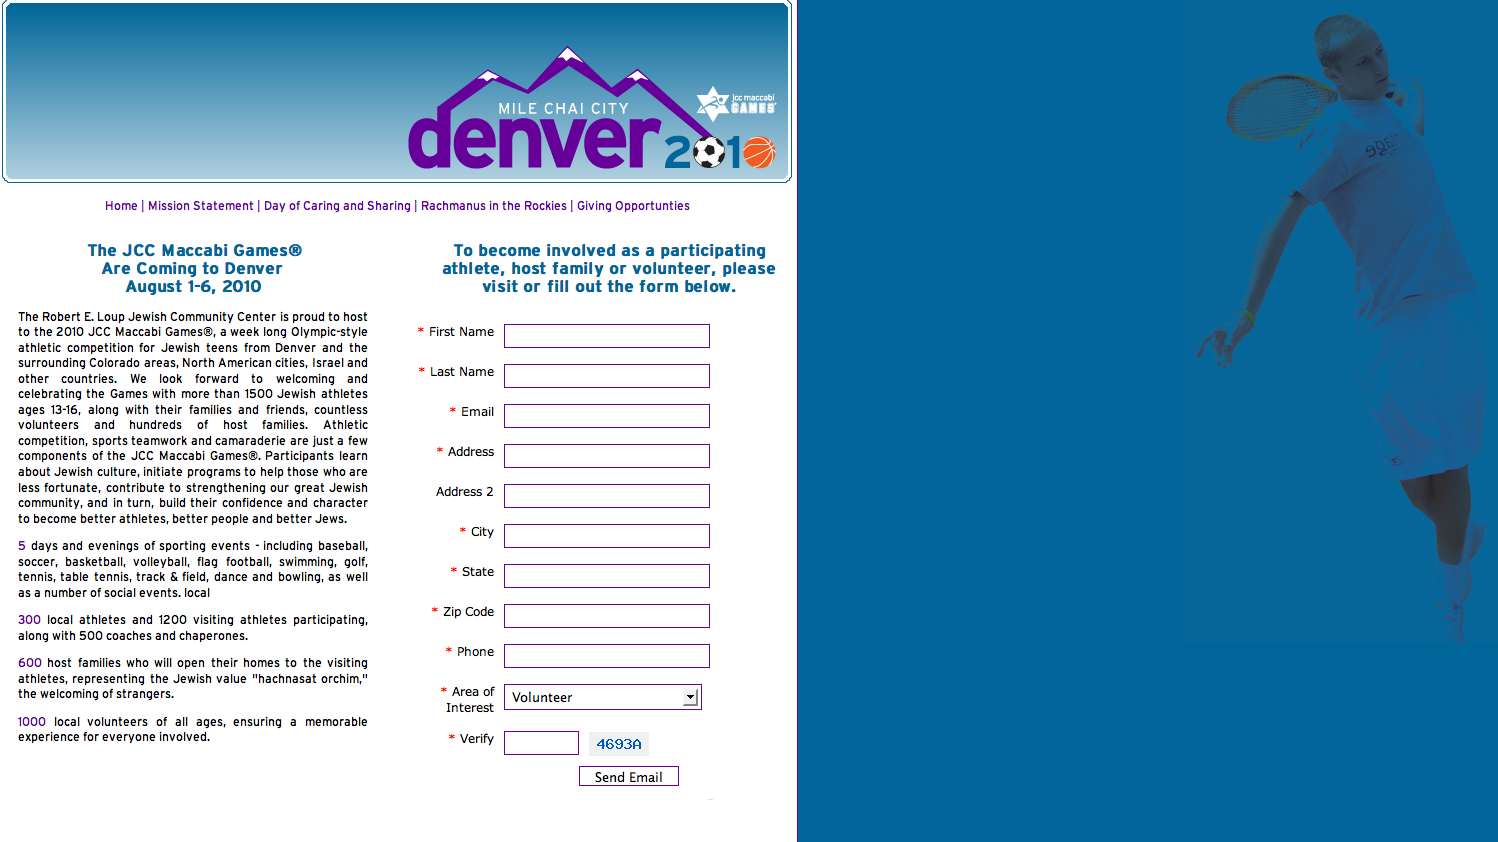 MILE CHAI CITY
denver 2010
jcc maccabi
GAMES®
Home | Mission Statement | Day of Caring and Sharing | Rachmanus in the Rockies | Giving Opportunties
The JCC Maccabi Games®
Are Coming to Denver
August 1-6, 2010
The Robert E. Loup Jewish Community Center is proud to host
to the 2010 JCC Maccabi Games®, a week long Olympic-style
athletic competition for Jewish teens from Denver and the
surrounding Colorado areas, North American cities, Israel and
other countries. We look forward to welcoming and
celebrating the Games with more than 1500 Jewish athletes
ages 13-16, along with their families and friends, countless
volunteers and hundreds of host families. Athletic
competition, sports teamwork and camaraderie are just a few
components of the JCC Maccabi Games®. Participants learn
about Jewish culture, initiate programs to help those who are
less fortunate, contribute to strengthening our great Jewish
community, and in turn, build their confidence and character
to become better athletes, better people and better Jews.
5 days and evenings of sporting events - including baseball,
soccer, basketball, volleyball, flag football, swimming, golf,
tennis, table tennis, track & field, dance and bowling, as well
as a number of social events. local
300 local athletes and 1200 visiting athletes participating,
along with 500 coaches and chaperones.
600 host families who will open their homes to the visiting
athletes, representing the Jewish value "hachnasat orchim,"
the welcoming of strangers.
1000 local volunteers of all ages, ensuring a memorable
experience for everyone involved.
To become involved as a participating
athlete, host family or volunteer, please
visit or fill out the form below.
* First Name
* Last Name
* Email
* Address
Address 2
* City
* State
* Zip Code
* Phone
* Area of
Interest
Volunteer
* Verify
4693A
Send Email